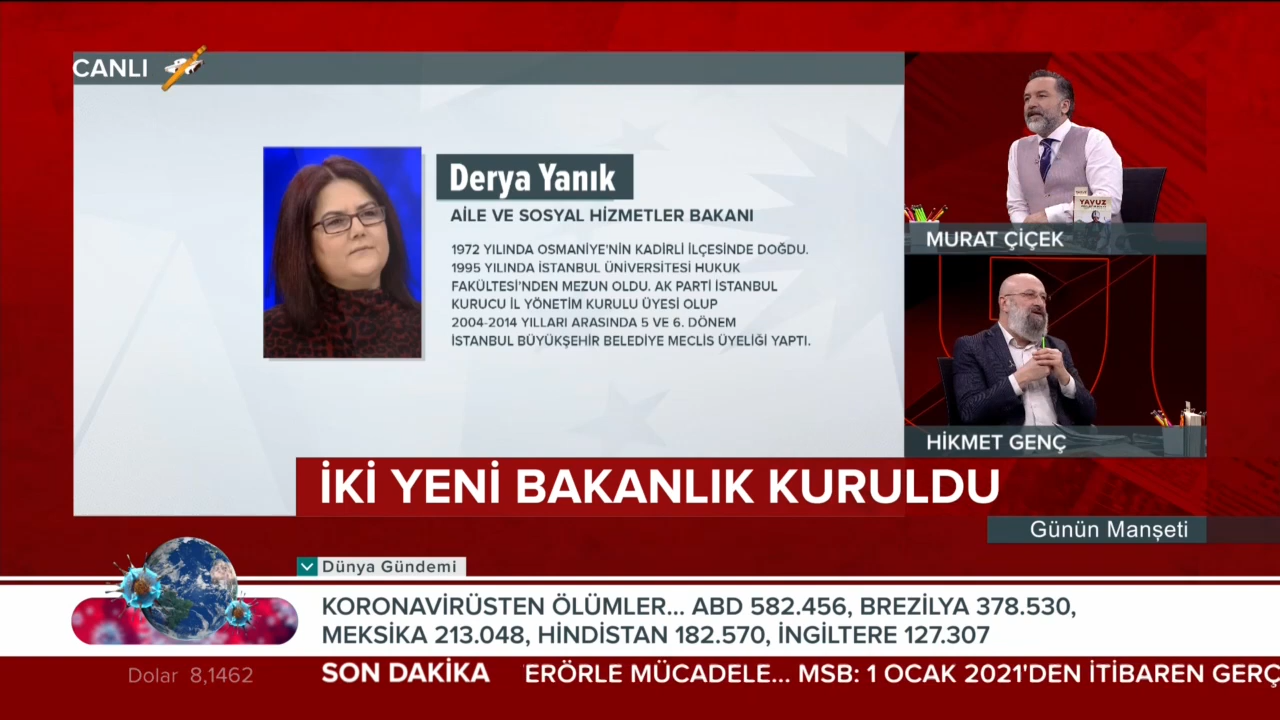 CANLI
Derya Yanık
AİLE VE SOSYAL HİZMETLER BAKANI
1972 YILINDA OSMANİYE'NİN KADİRLİ İLÇESİNDE DOĞDU.
1995 YILINDA İSTANBUL ÜNİVERSİTESİ HUKUK
FAKÜLTESİ'NDEN MEZUN OLDU. AK PARTİ İSTANBUL
KURUCU İL YÖNETİM KURULU ÜYESİ OLUP
2004-2014 YILLARI ARASINDA 5 VE 6. DÖNEM
İSTANBUL BÜYÜKŞEHİR BELEDİYE MECLİS ÜYELİĞİ YAPTI.
YAVUZ
MURAT ÇİÇEK
HİKMET GENÇ
İKİ YENİ BAKANLIK KURULDU
Günün Manşeti
Dünya Gündemi
KORONAVİRÜSTEN ÖLÜMLER... ABD 582.456, BREZİLYA 378.530,
MEKSİKA 213.048, HİNDİSTAN 182.570, İNGİLTERE 127.307
Dolar 8,1462
SON DAKİKA
ERÖRLE MÜCADELE... MSB: 1 OCAK 2021'DEN İTİBAREN GERÇ